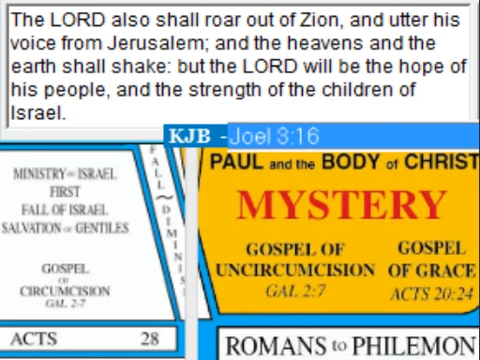 The LORD also shall roar out of Zion, and utter his
voice from Jerusalem; and the heavens and the
earth shall shake: but the LORD will be the hope of
his people, and the strength of the children of
Israel.
KJB - Joel 3:16
MINISTRY OF ISRAEL
FIRST
FALL OF ISRAEL
SALVATION OF GENTILES
GOSPEL
OF
CIRCUMCISION
GAL 2-7
ACTS 28
FALL ~ DIMINIS
PAUL and the BODY of CHRIST
MYSTERY
GOSPEL OF
UNCIRCUMCISION
GAL 2:7
GOSPEL
OF GRACE
ACTS 20:24
ROMANS to PHILEMON